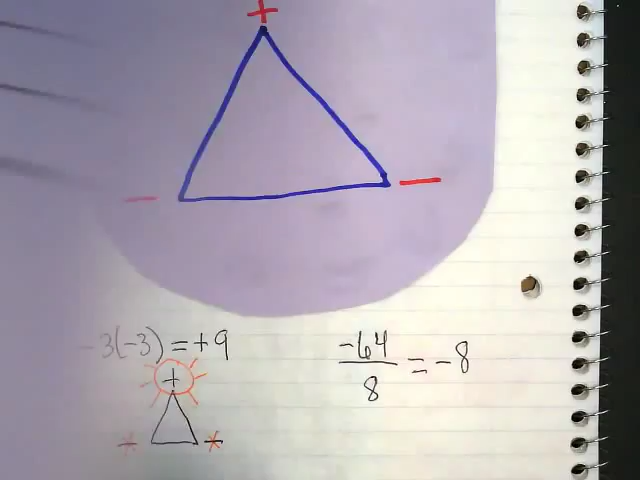 +
− −
-3(-3) = +9
-64/8 = -8
+
− −